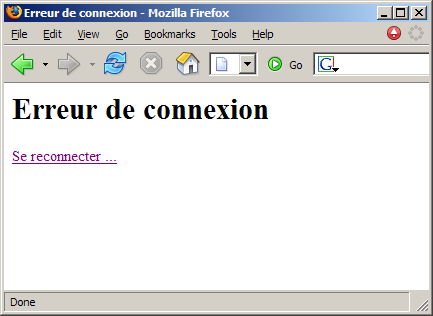 Erreur de connexion - Mozilla Firefox
File Edit View Go Bookmarks Tools Help
Go G
Erreur de connexion
Se reconnecter ...
Done